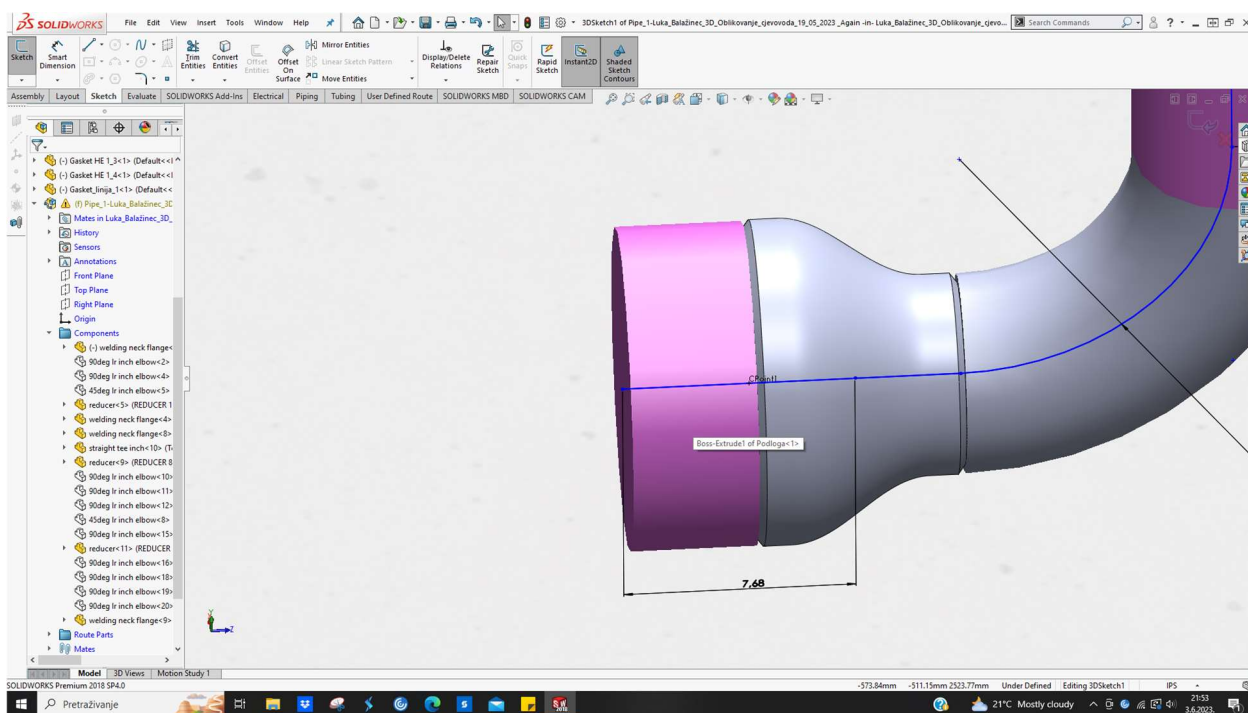 SOLIDWORKS File Edit View Insert Tools Window Help 3DSketch1 of Pipe_1-Luka_Balažinec_3D_Oblikovanje_cjevovoda_19_05_2023 _Again -in- Luka_Balažinec_3D_Oblikovanje_cjevo... Search Commands
Sketch Smart Dimension Trim Entities Convert Entities Offset Entities Offset On Surface Mirror Entities Linear Sketch Pattern Move Entities Display/Delete Relations Repair Sketch Quick Snaps Rapid Sketch Instant2D Shaded Sketch Contours
Assembly Layout Sketch Evaluate SOLIDWORKS Add-Ins Electrical Piping Tubing User Defined Route SOLIDWORKS MBD SOLIDWORKS CAM
(-) Gasket HE 1_3<1> (Default<<I
(-) Gasket HE 1_4<1> (Default<<I
(-) Gasket_linija_1<1> (Default<<
(f) Pipe_1-Luka_Balažinec_3D
Mates in Luka_Balažinec_3D_
History
Sensors
Annotations
Front Plane
Top Plane
Right Plane
Origin
Components
(-) welding neck flange<
90deg lr inch elbow<2>
90deg lr inch elbow<4>
45deg lr inch elbow<5>
reducer<5> (REDUCER 1
welding neck flange<4>
welding neck flange<8>
straight tee inch<10> (T
reducer<9> (REDUCER 8
90deg lr inch elbow<10>
90deg lr inch elbow<11>
90deg lr inch elbow<12>
45deg lr inch elbow<8>
90deg lr inch elbow<15>
reducer<11> (REDUCER
90deg lr inch elbow<16>
90deg lr inch elbow<18>
90deg lr inch elbow<19>
90deg lr inch elbow<20>
welding neck flange<9>
Route Parts
Mates
CPoint1
Boss-Extrude1 of Podloga<1>
7.68
Y
Z
Model 3D Views Motion Study 1
SOLIDWORKS Premium 2018 SP4.0 -573.84mm -511.15mm 2523.77mm Under Defined Editing 3DSketch1 IPS
Pretraživanje 21°C Mostly cloudy 21:53
3.6.2023.